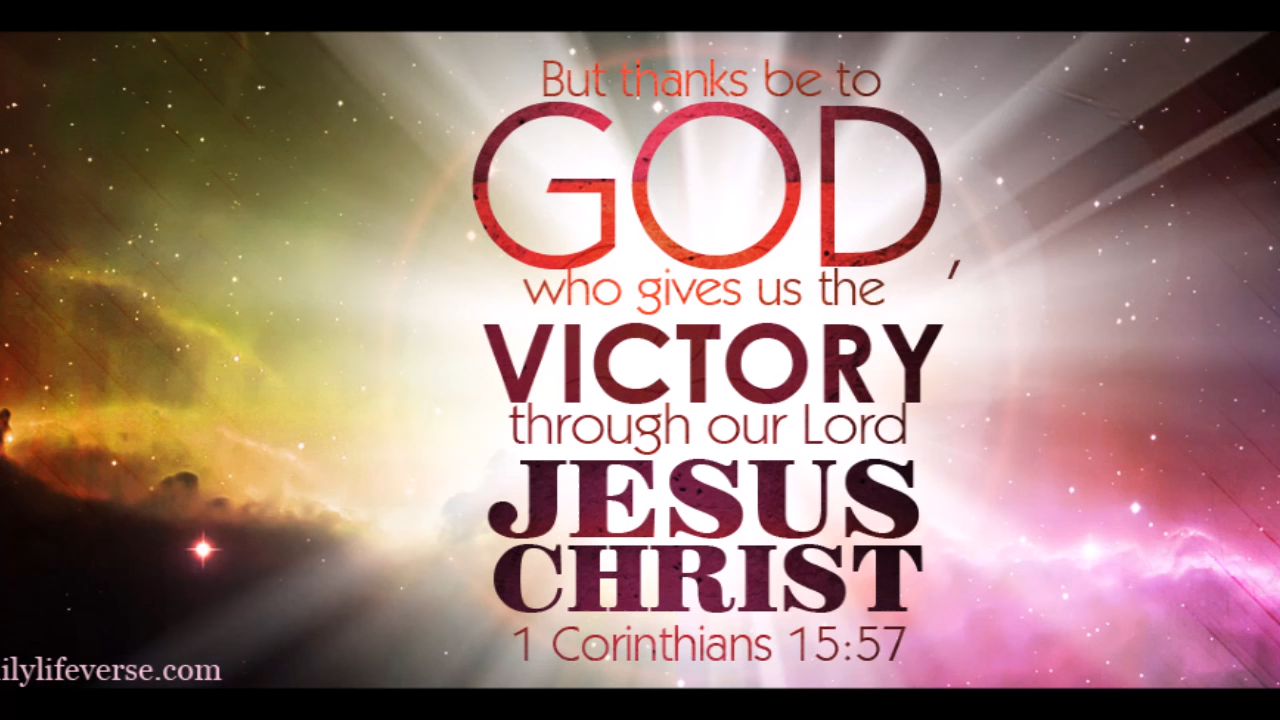 But thanks be to
GOD,
who gives us the
VICTORY
through our Lord
JESUS
CHRIST
1 Corinthians 15:57
ilylifeverse.com